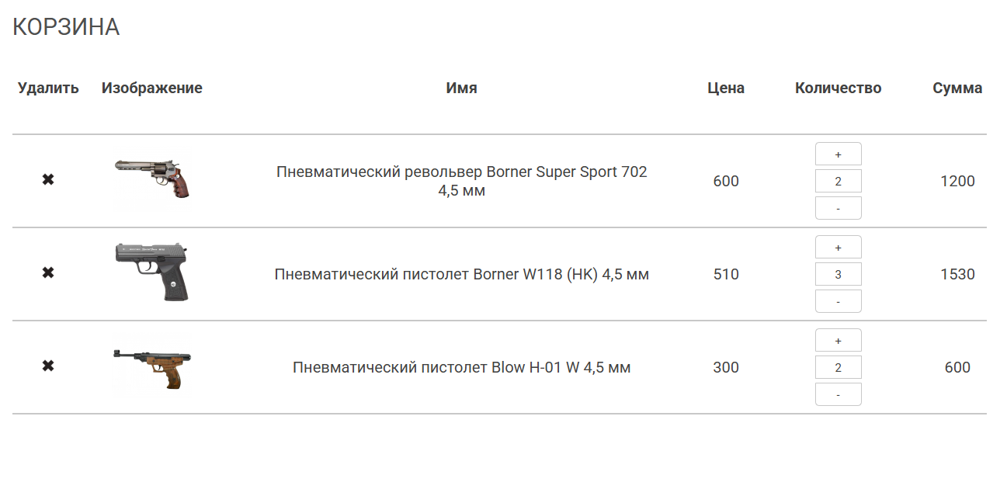 КОРЗИНА
Удалить Изображение Имя Цена Количество Сумма
✖ Пневматический револьвер Borner Super Sport 702 4,5 мм 600 + 2 - 1200
✖ Пневматический пистолет Borner W118 (HK) 4,5 мм 510 + 3 - 1530
✖ Пневматический пистолет Blow H-01 W 4,5 мм 300 + 2 - 600